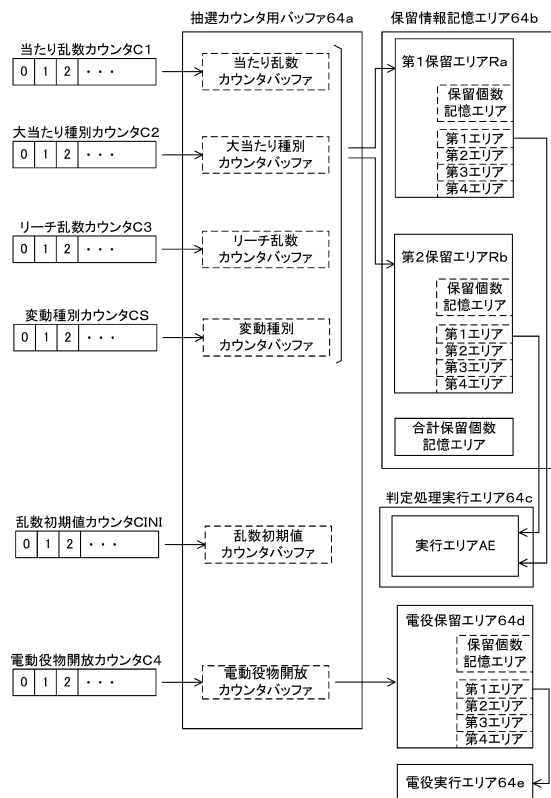 抽選カウンタ用バッファ64a
保留情報記憶エリア64b
当たり乱数カウンタC1
0 1 2 ・・・
当たり乱数
カウンタバッファ
大当たり種別カウンタC2
0 1 2 ・・・
大当たり種別
カウンタバッファ
リーチ乱数カウンタC3
0 1 2 ・・・
リーチ乱数
カウンタバッファ
変動種別カウンタCS
0 1 2 ・・・
変動種別
カウンタバッファ
第1保留エリアRa
保留個数
記憶エリア
第1エリア
第2エリア
第3エリア
第4エリア
第2保留エリアRb
保留個数
記憶エリア
第1エリア
第2エリア
第3エリア
第4エリア
合計保留個数
記憶エリア
乱数初期値カウンタCINI
0 1 2 ・・・
乱数初期値
カウンタバッファ
判定処理実行エリア64c
実行エリアAE
電動役物開放カウンタC4
0 1 2 ・・・
電動役物開放
カウンタバッファ
電役保留エリア64d
保留個数
記憶エリア
第1エリア
第2エリア
第3エリア
第4エリア
電役実行エリア64e